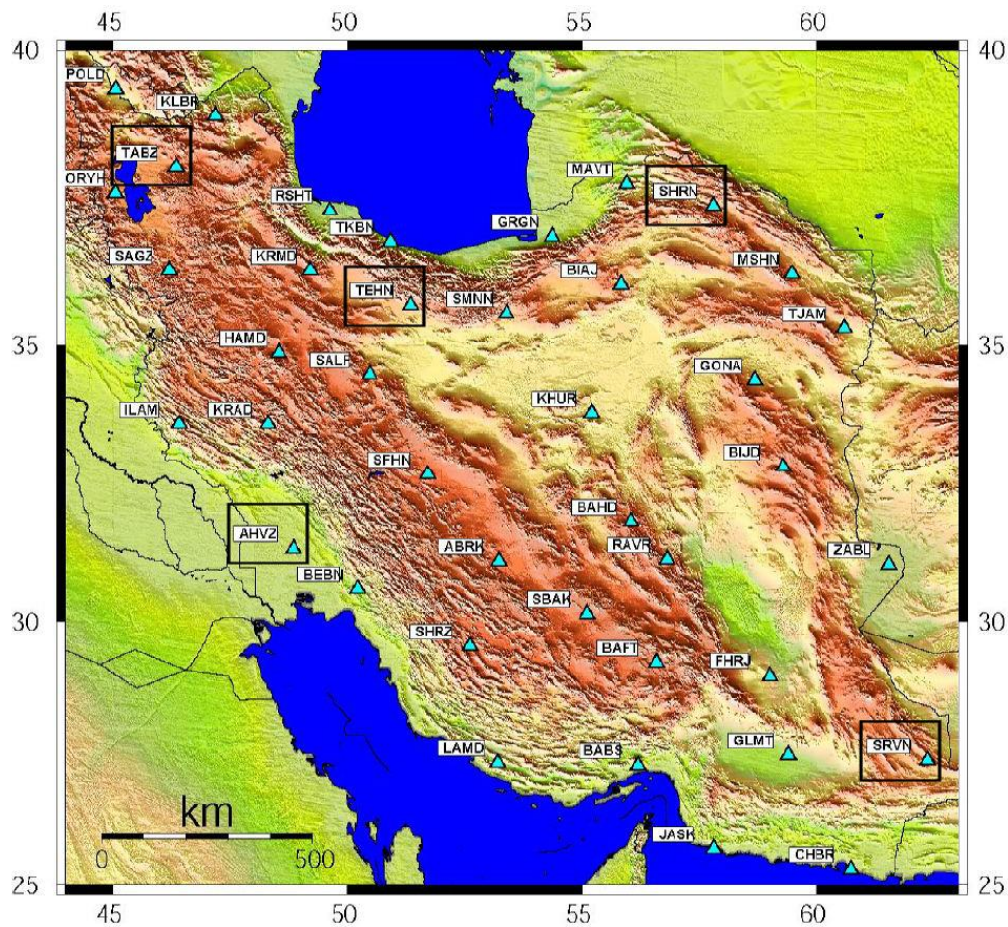 45 50 55 60
40 40
POLD
KLBR
TABZ
MAVT
ORYH
SHRN
RSHT
GRGN
TKBN
SAGZ
KRMD
MSHN
BIAJ
TEHN
SMNN
TJAM
35 35
HAMD
SALF
GONA
KHUR
ILAM
KRAD
SFHN
BIJD
BAHD
AHVZ
ABRK
RAVR
ZABL
BEBN
SBAK
30 30
SHRZ
BAFT
FHRJ
LAMD
BABS
GLMT
SRVN
km
JASK
0 500
CHBR
25 25
45 50 55 60